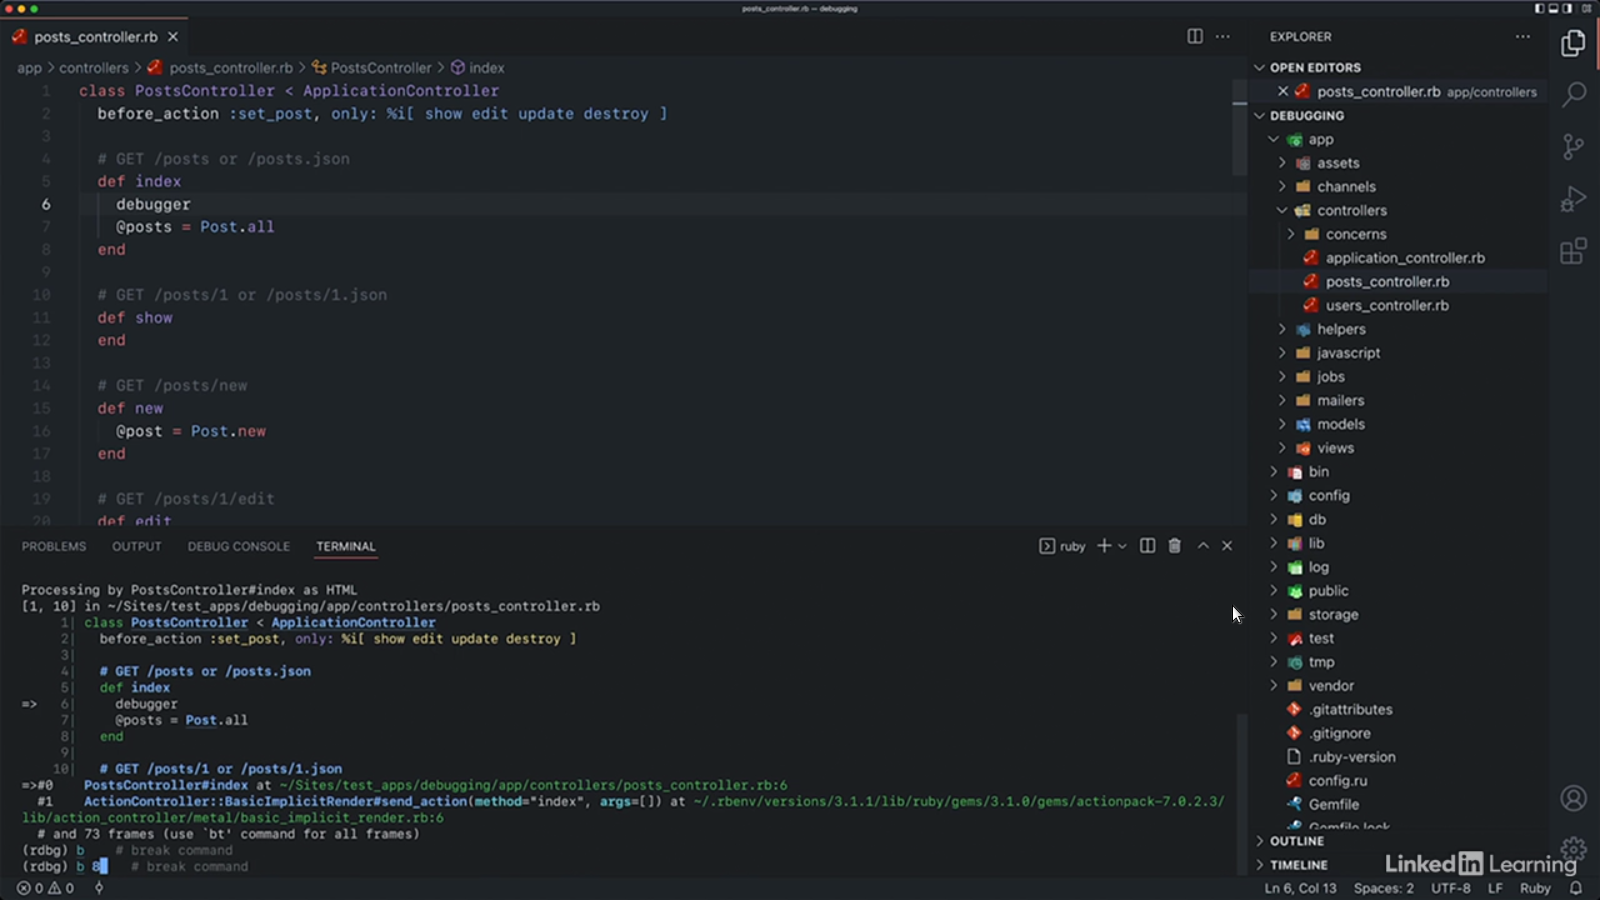 posts_controller.rb — debugging
posts_controller.rb
app > controllers > posts_controller.rb > PostsController > index
1 class PostsController < ApplicationController
2 before_action :set_post, only: %i[ show edit update destroy ]
3
4 # GET /posts or /posts.json
5 def index
6 debugger
7 @posts = Post.all
8 end
9
10 # GET /posts/1 or /posts/1.json
11 def show
12 end
13
14 # GET /posts/new
15 def new
16 @post = Post.new
17 end
18
19 # GET /posts/1/edit
20 def edit
PROBLEMS OUTPUT DEBUG CONSOLE TERMINAL
ruby
Processing by PostsController#index as HTML
[1, 10] in ~/Sites/test_apps/debugging/app/controllers/posts_controller.rb
1| class PostsController < ApplicationController
2| before_action :set_post, only: %i[ show edit update destroy ]
3|
4| # GET /posts or /posts.json
5| def index
=> 6| debugger
7| @posts = Post.all
8| end
9|
10| # GET /posts/1 or /posts/1.json
=>#0 PostsController#index at ~/Sites/test_apps/debugging/app/controllers/posts_controller.rb:6
#1 ActionController::BasicImplicitRender#send_action(method="index", args=[]) at ~/.rbenv/versions/3.1.1/lib/ruby/gems/3.1.0/gems/actionpack-7.0.2.3/
lib/action_controller/metal/basic_implicit_render.rb:6
# and 73 frames (use `bt' command for all frames)
(rdbg) b # break command
(rdbg) b 8 # break command
0 0
EXPLORER
OPEN EDITORS
posts_controller.rb app/controllers
DEBUGGING
app
assets
channels
controllers
concerns
application_controller.rb
posts_controller.rb
users_controller.rb
helpers
javascript
jobs
mailers
models
views
bin
config
db
lib
log
public
storage
test
tmp
vendor
.gitattributes
.gitignore
.ruby-version
config.ru
Gemfile
Gemfile.lock
OUTLINE
TIMELINE
LinkedIn Learning
Ln 6, Col 13 Spaces: 2 UTF-8 LF Ruby